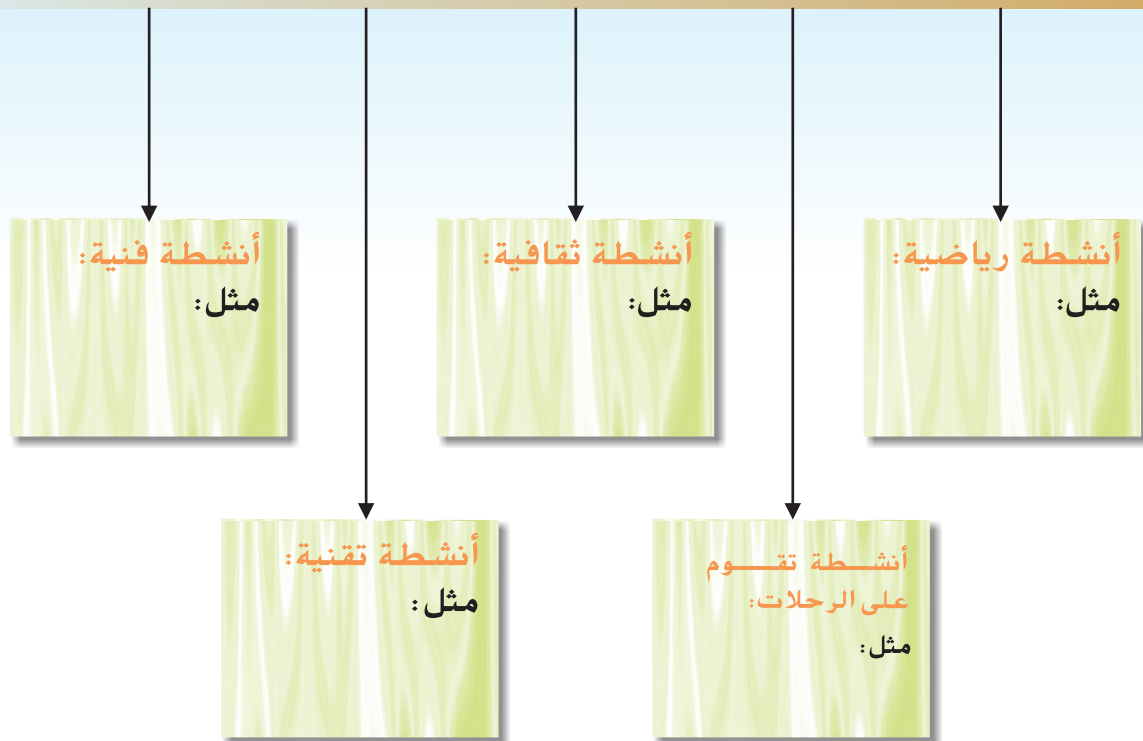 أنشطة رياضية:
مثل:
أنشطة ثقافية:
مثل:
أنشطة فنية:
مثل:
أنشطة تقوم
على الرحلات:
مثل:
أنشطة تقنية:
مثل: